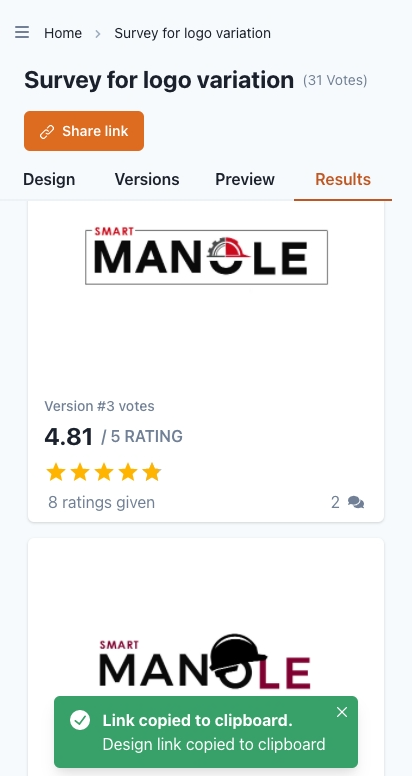 Home > Survey for logo variation
Survey for logo variation (31 Votes)
Share link
Design Versions Preview Results
SMART
MANOLE
Version #3 votes
4.81 / 5 RATING
8 ratings given 2
SMART
MANOLE
Link copied to clipboard.
Design link copied to clipboard